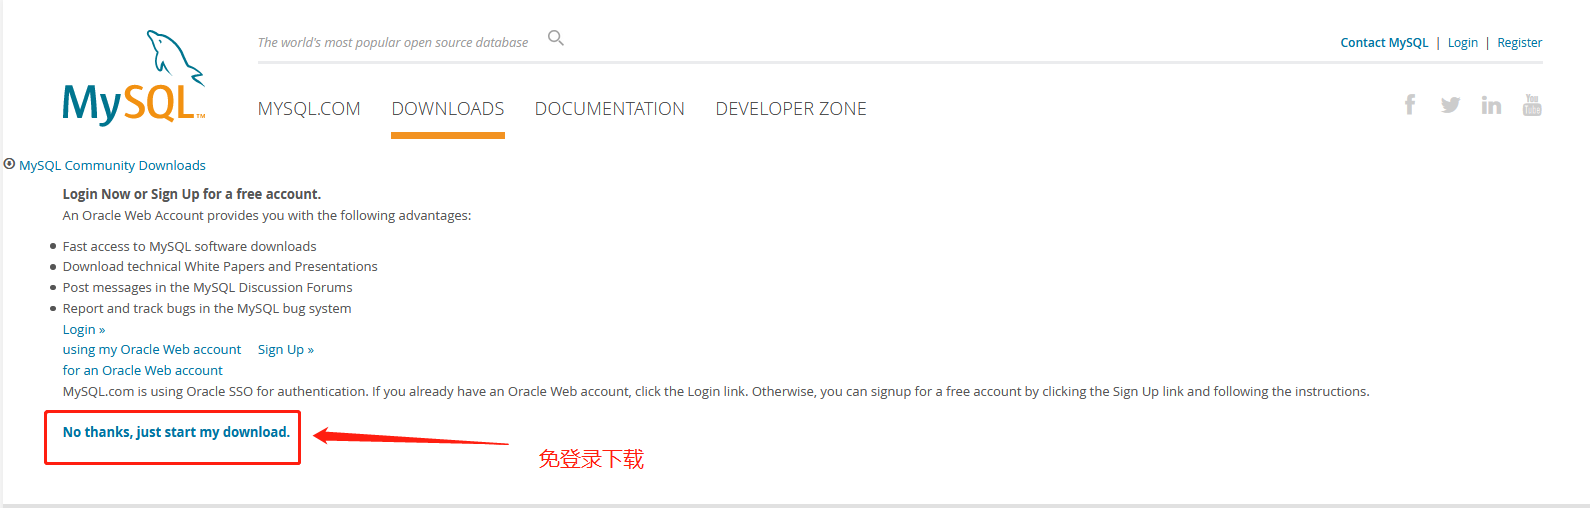 The world's most popular open source database
Contact MySQL | Login | Register
MySQL™
MYSQL.COM DOWNLOADS DOCUMENTATION DEVELOPER ZONE
You Tube
MySQL Community Downloads
Login Now or Sign Up for a free account.
An Oracle Web Account provides you with the following advantages:
Fast access to MySQL software downloads
Download technical White Papers and Presentations
Post messages in the MySQL Discussion Forums
Report and track bugs in the MySQL bug system
Login »
using my Oracle Web account Sign Up »
for an Oracle Web account
MySQL.com is using Oracle SSO for authentication. If you already have an Oracle Web account, click the Login link. Otherwise, you can signup for a free account by clicking the Sign Up link and following the instructions.
No thanks, just start my download.
免登录下载